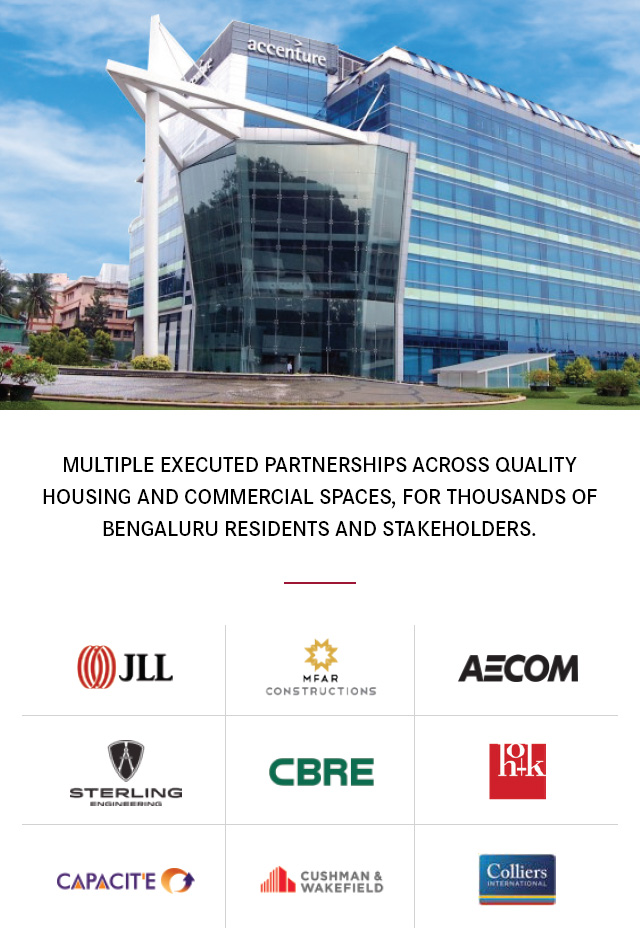 accenture
MULTIPLE EXECUTED PARTNERSHIPS ACROSS QUALITY
HOUSING AND COMMERCIAL SPACES, FOR THOUSANDS OF
BENGALURU RESIDENTS AND STAKEHOLDERS.
JLL
MFAR
CONSTRUCTIONS
AECOM
STERLING
ENGINEERING
CBRE
hok
CAPACIT'E
CUSHMAN &
WAKEFIELD
Colliers
INTERNATIONAL